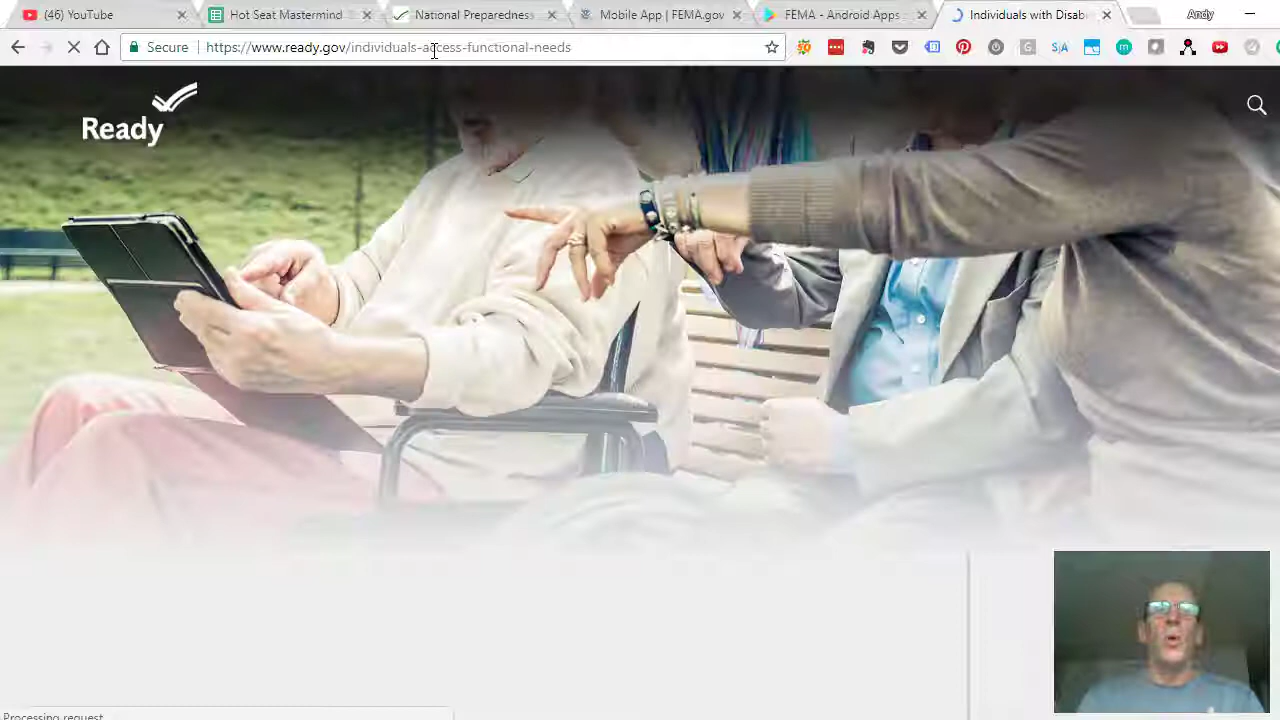 (46) YouTube
Hot Seat Mastermind
National Preparedness
Mobile App | FEMA.gov
FEMA - Android Apps
Individuals with Disab
Andy
Secure
https://www.ready.gov/individuals-access-functional-needs
Ready
Processing request